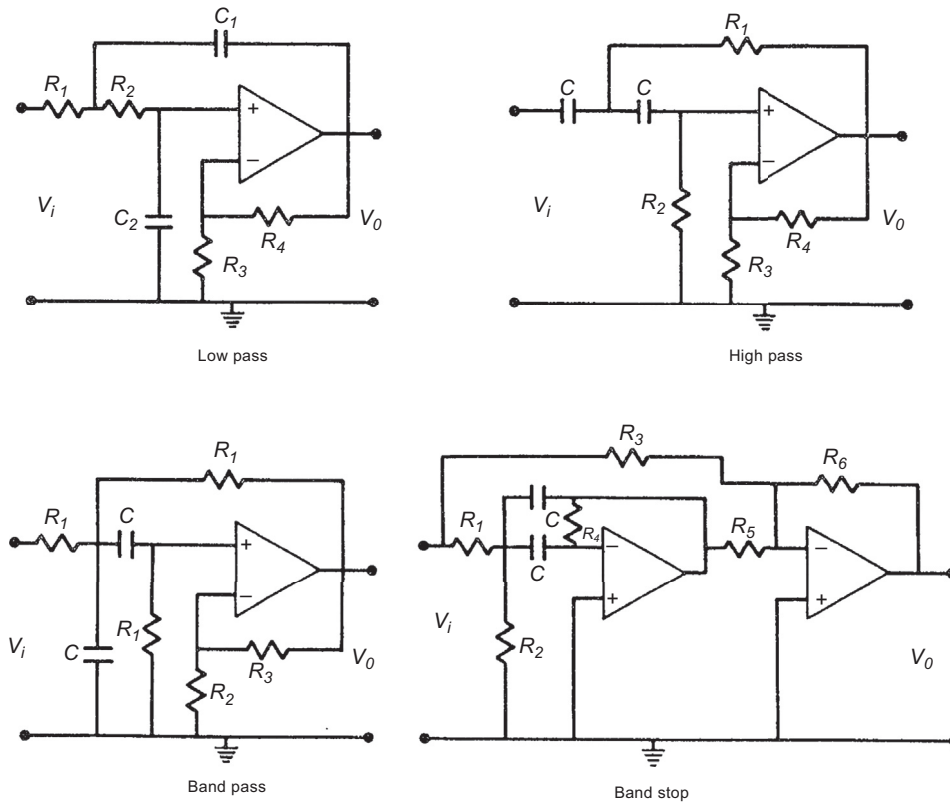 C1
R1
R2
+
−
Vi
C2
R4
V0
R3
Low pass
R1
C
C
+
−
Vi
R2
R4
V0
R3
High pass
R1
R1
C
+
−
Vi
C
R1
R3
V0
R2
Band pass
R3
R6
R1
C
R4
C
−
+
R5
−
+
Vi
R2
V0
Band stop